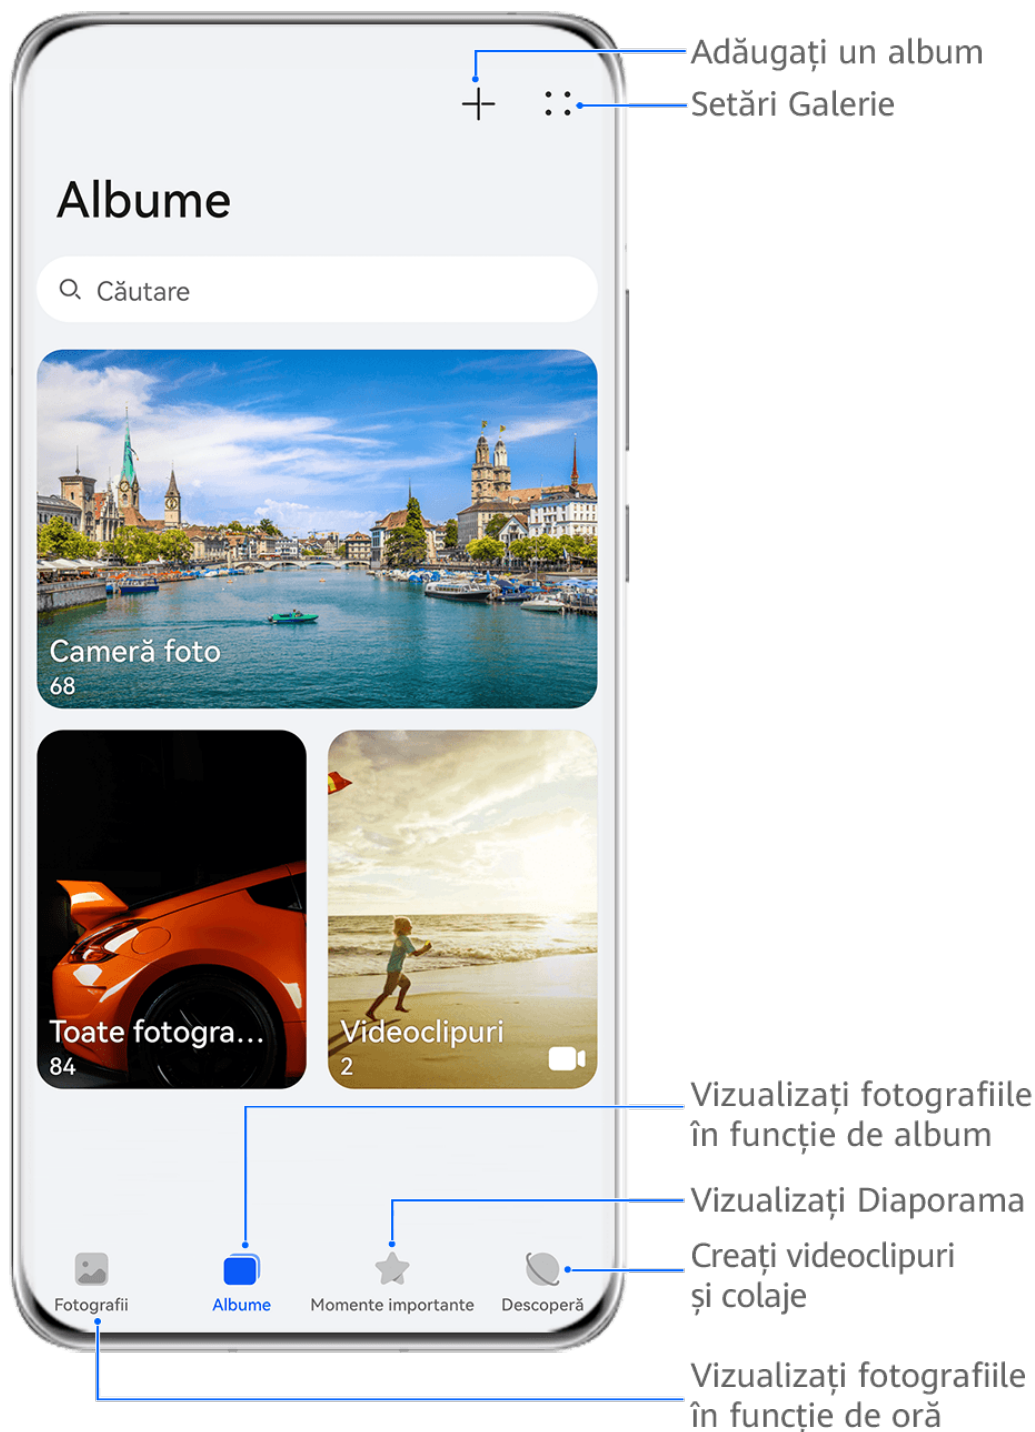 Adăugați un album
Setări Galerie
Albume
Căutare
Cameră foto
68
Toate fotogra...
84
Videoclipuri
2
Vizualizați fotografiile
în funcție de album
Vizualizați Diaporama
Creați videoclipuri
și colaje
Fotografii
Albume
Momente importante
Descoperă
Vizualizați fotografiile
în funcție de oră